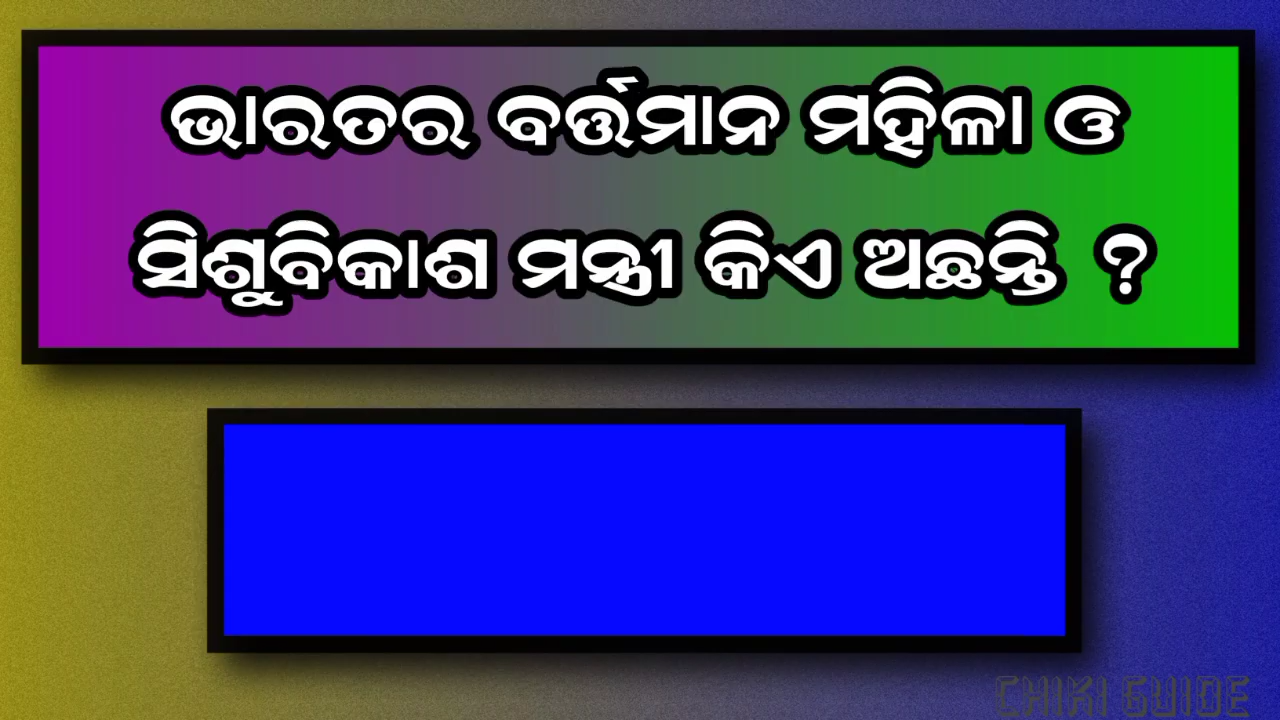 ଭାରତର ବର୍ତ୍ତମାନ ମହିଳା ଓ
ସିଶୁବିକାଶ ମନ୍ତ୍ରୀ କିଏ ଅଛନ୍ତି ?
CHIKI GUIDE